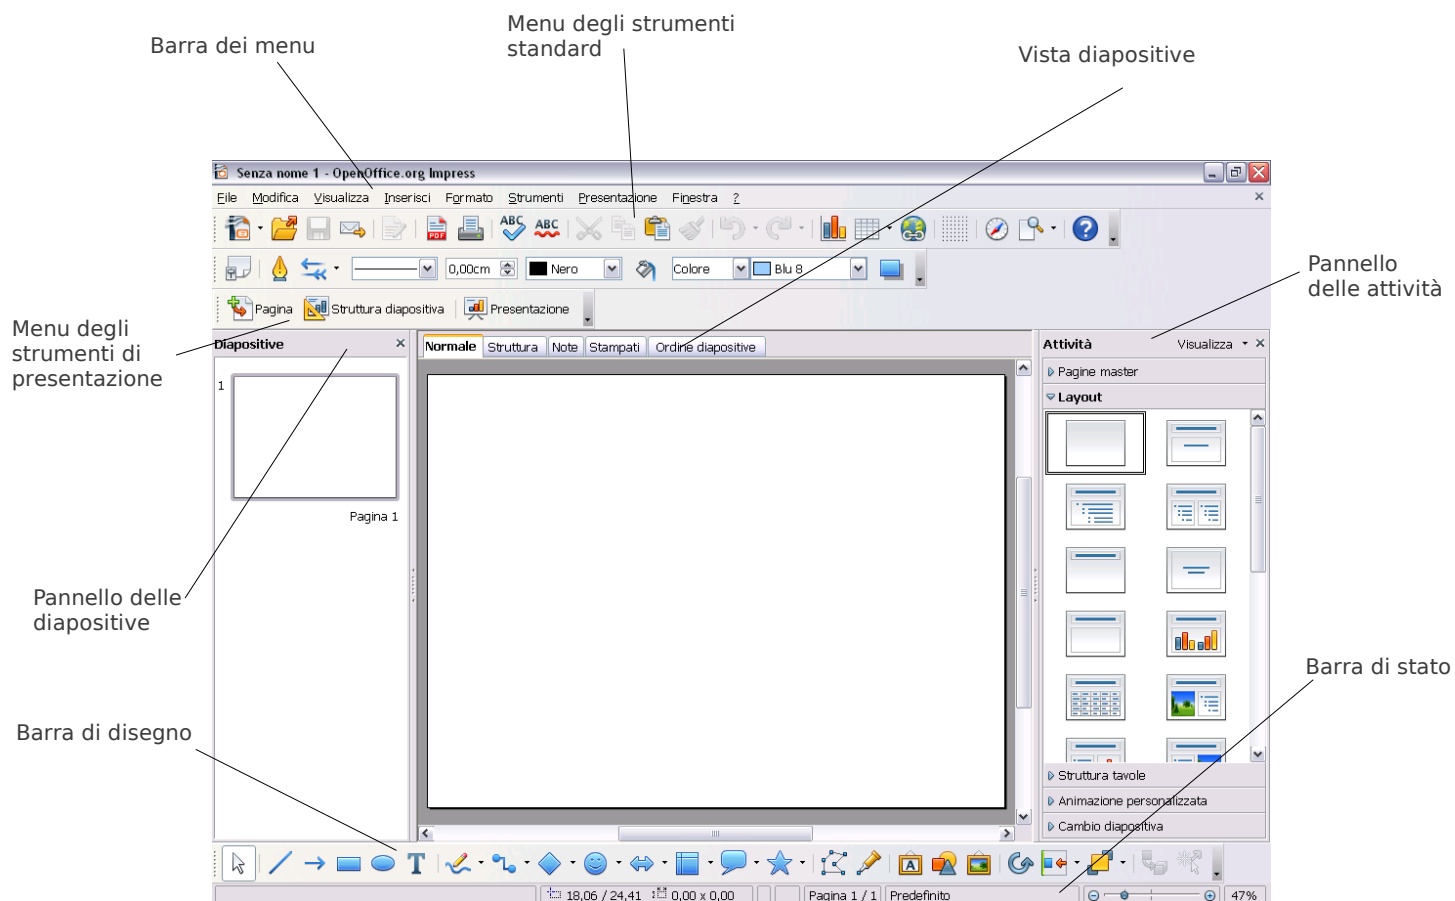 Menu degli strumenti
standard
Barra dei menu
Vista diapositive
Senza nome 1 - OpenOffice.org Impress
File Modifica Visualizza Inserisci Formato Strumenti Presentazione Finestra ?
PDF ABC ABC
0,00cm Nero Colore Blu 8
Pannello
delle attività
Pagina Struttura diapositiva Presentazione
Menu degli
strumenti di
presentazione
Diapositive
Normale Struttura Note Stampati Ordine diapositive
Attività Visualizza
Pagine master
Layout
1
Pagina 1
Pannello delle
diapositive
Barra di stato
Barra di disegno
Struttura tavole
Animazione personalizzata
Cambio diapositiva
T A
18,06 / 24,41 0,00 x 0,00 Pagina 1 / 1 Predefinito 47%